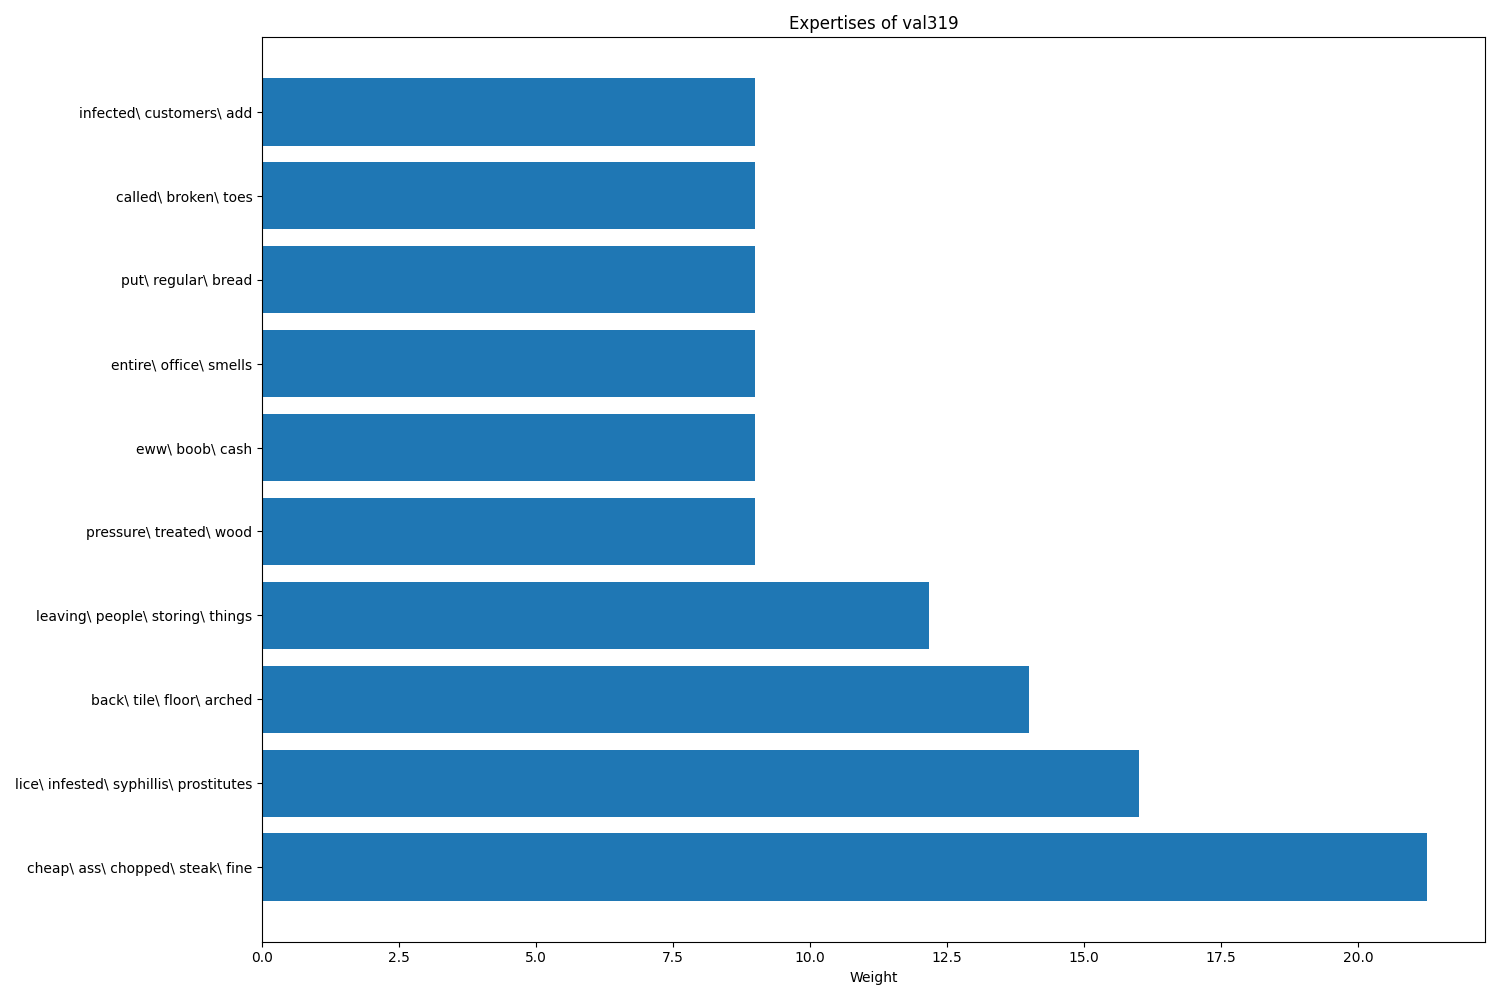 Expertises of val319
infected\ customers\ add
called\ broken\ toes
put\ regular\ bread
entire\ office\ smells
eww\ boob\ cash
pressure\ treated\ wood
leaving\ people\ storing\ things
back\ tile\ floor\ arched
lice\ infested\ syphillis\ prostitutes
cheap\ ass\ chopped\ steak\ fine
0.0 2.5 5.0 7.5 10.0 12.5 15.0 17.5 20.0
Weight